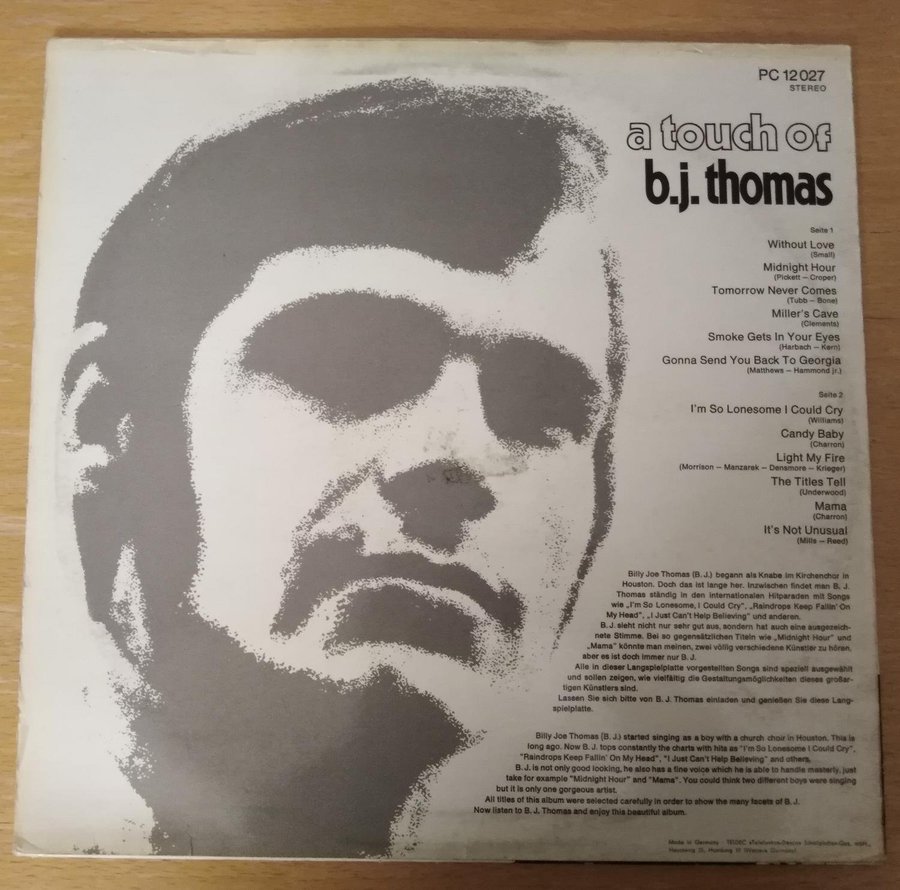 PC 12027
STEREO
a touch of
b.j. thomas
Seite 1
Without Love
(Small)
Midnight Hour
(Pickett – Croper)
Tomorrow Never Comes
(Tubb – Bone)
Miller's Cave
(Clements)
Smoke Gets In Your Eyes
(Harbach – Kern)
Gonna Send You Back To Georgia
(Matthews – Hammond jr.)
Seite 2
I'm So Lonesome I Could Cry
(Williams)
Candy Baby
(Charron)
Light My Fire
(Morrison – Manzarek – Densmore – Krieger)
The Titles Tell
(Underwood)
Mama
(Charron)
It's Not Unusual
(Mills – Reed)
Billy Joe Thomas (B. J.) begann als Knabe im Kirchenchor in
Houston. Doch das ist lange her. Inzwischen findet man B. J.
Thomas ständig in den internationalen Hitparaden mit Songs
wie „I'm So Lonesome, I Could Cry", „Raindrops Keep Fallin' On
My Head", „I Just Can't Help Believing" und anderen.
B. J. sieht nicht nur sehr gut aus, sondern hat auch eine ausgezeich-
nete Stimme. Bei so gegensätzlichen Titeln wie „Midnight Hour" und
„Mama" könnte man meinen, zwei völlig verschiedene Künstler zu hören,
aber es ist doch immer nur B. J.
Alle in dieser Langspielplatte vorgestellten Songs sind speziell ausgewählt
und sollen zeigen, wie vielfältig die Gestaltungsmöglichkeiten dieses großar-
tigen Künstlers sind.
Lassen Sie sich bitte von B. J. Thomas einladen und genießen Sie diese Lang-
spielplatte.
Billy Joe Thomas (B. J.) started singing as a boy with a church choir in Houston. This is
long ago. Now B. J. tops constantly the charts with hits as "I'm So Lonesome I Could Cry",
"Raindrops Keep Fallin' On My Head", "I Just Can't Help Believing" and others.
B. J. is not only good looking, he also has a fine voice which he is able to handle masterly, just
take for example "Midnight Hour" and "Mama". You could think two different boys were singing
but it is only one gorgeous artist.
All titles of this album were selected carefully in order to show the many facets of B. J.
Now listen to B. J. Thomas and enjoy this beautiful album.
Made in Germany · TELDEC »Telefunken-Decca« Schallplatten-Ges. mbH.,
Heussweg 25, Hamburg 19 (Western Germany)